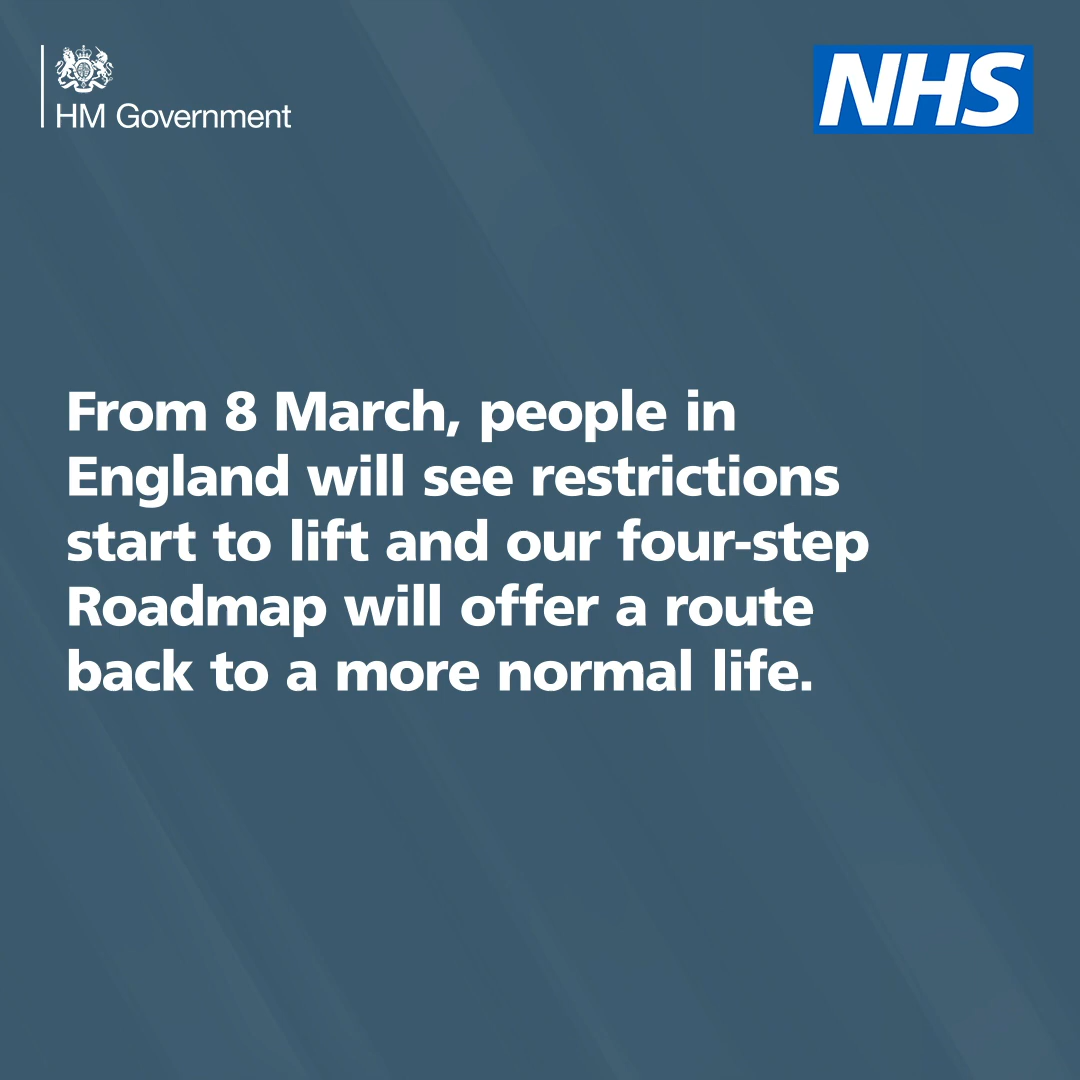 HM Government
NHS
From 8 March, people in
England will see restrictions
start to lift and our four-step
Roadmap will offer a route
back to a more normal life.